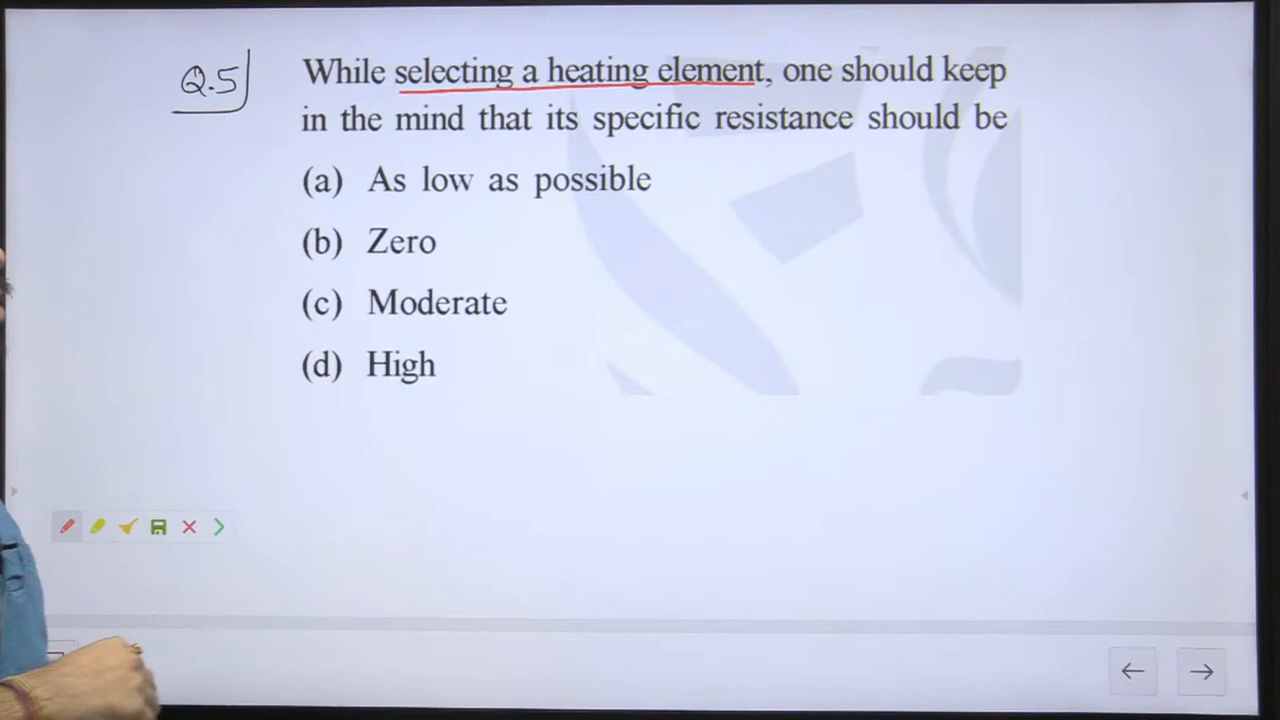 Q.5
While selecting a heating element, one should keep
in the mind that its specific resistance should be
(a) As low as possible
(b) Zero
(c) Moderate
(d) High